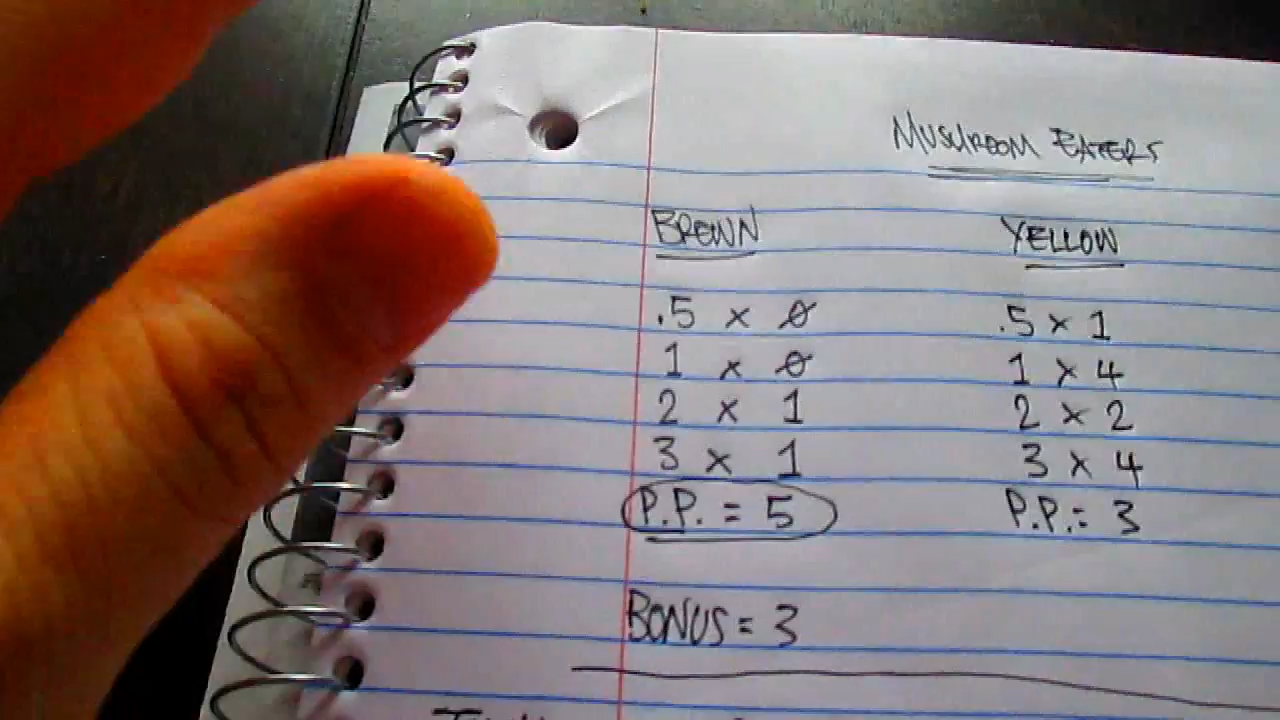 MUSHROOM EATERS
BROWN YELLOW
.5 x 0 .5 x 1
1 x 0 1 x 4
2 x 1 2 x 2
3 x 1 3 x 4
P.P. = 5 P.P. = 3
BONUS = 3